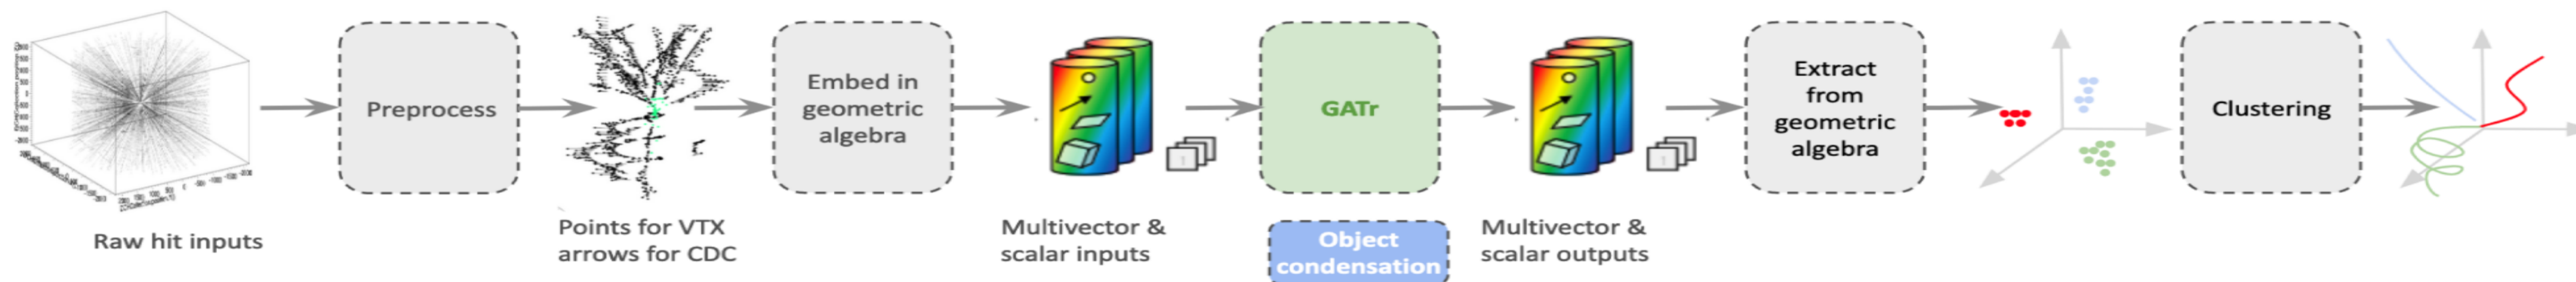 Preprocess
Embed in
geometric
algebra
GATr
Extract
from
geometric
algebra
Clustering
Raw hit inputs
Points for VTX
arrows for CDC
Multivector &
scalar inputs
Object
condensation
Multivector &
scalar outputs